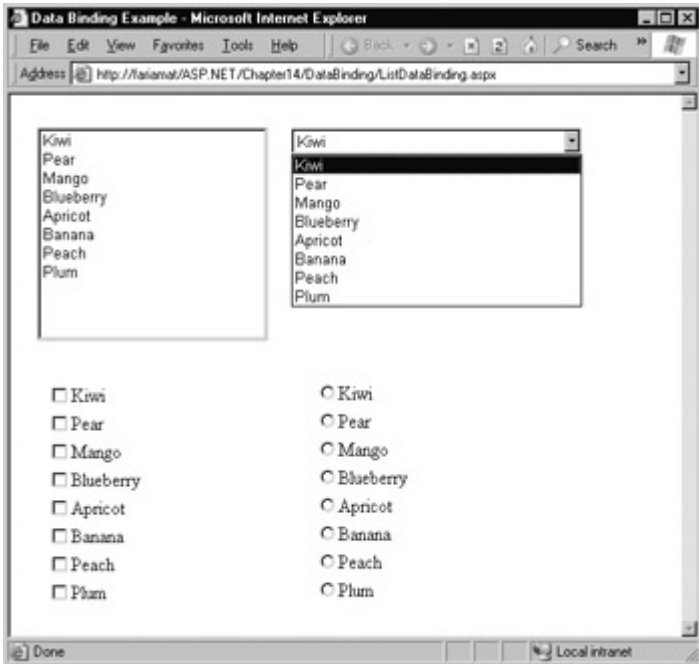 Data Binding Example - Microsoft Internet Explorer
File Edit View Favorites Tools Help Back Search »
Address http://fariamat/ASP.NET/Chapter14/DataBinding/ListDataBinding.aspx
Kiwi
Pear
Mango
Blueberry
Apricot
Banana
Peach
Plum
Kiwi
Kiwi
Pear
Mango
Blueberry
Apricot
Banana
Peach
Plum
Kiwi
Pear
Mango
Blueberry
Apricot
Banana
Peach
Plum
Kiwi
Pear
Mango
Blueberry
Apricot
Banana
Peach
Plum
Done Local intranet